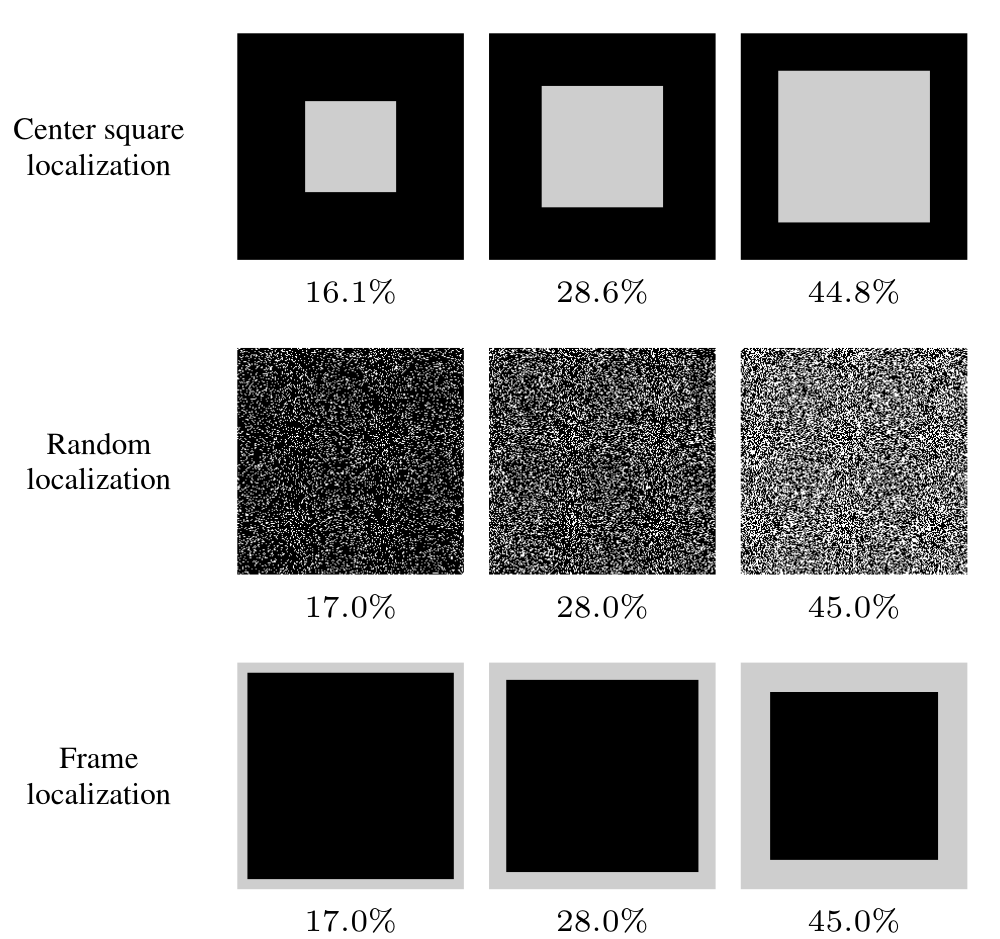 Center square
localization
16.1%
28.6%
44.8%
Random
localization
17.0%
28.0%
45.0%
Frame
localization
17.0%
28.0%
45.0%